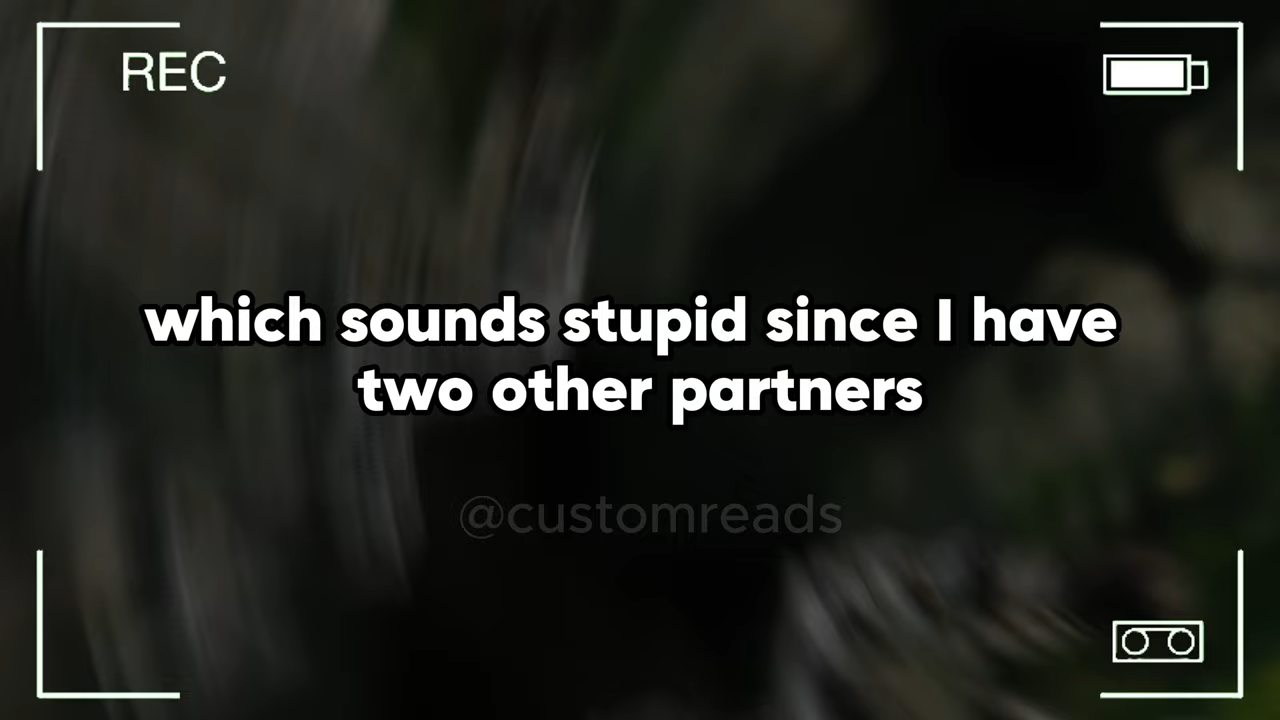 REC
which sounds stupid since I have
two other partners
@customreads